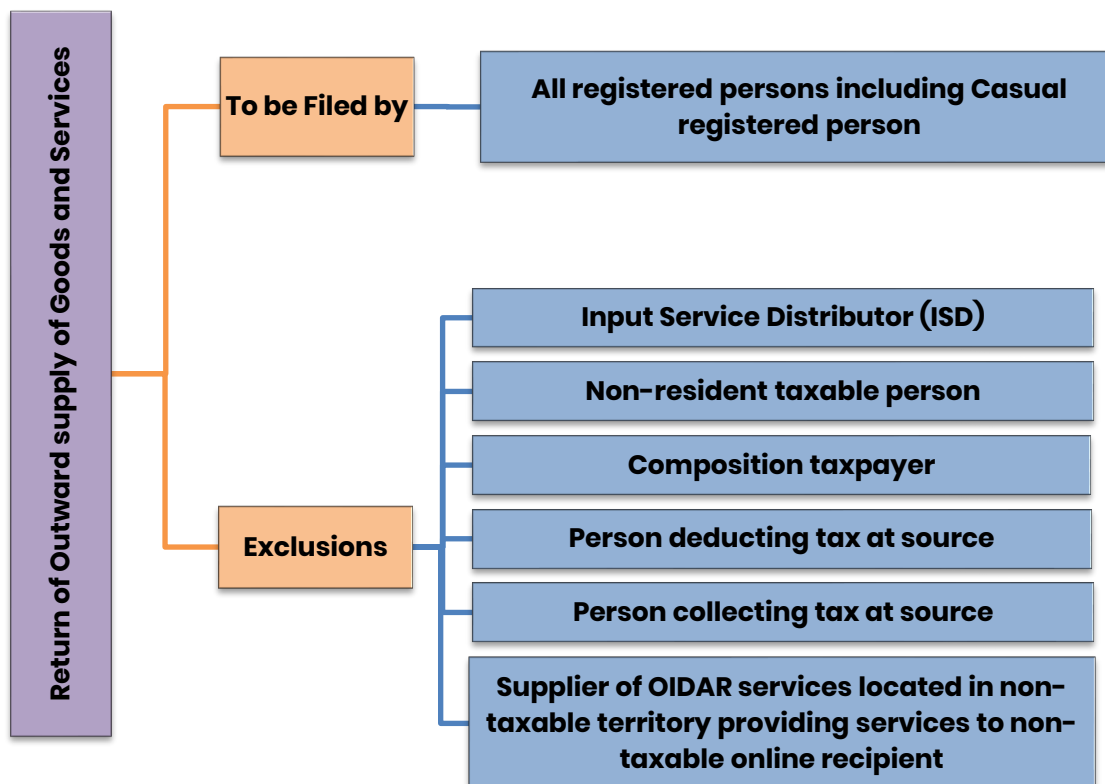 Return of Outward supply of Goods and Services
To be Filed by
All registered persons including Casual
registered person
Exclusions
Input Service Distributor (ISD)
Non-resident taxable person
Composition taxpayer
Person deducting tax at source
Person collecting tax at source
Supplier of OIDAR services located in non-
taxable territory providing services to non-
taxable online recipient